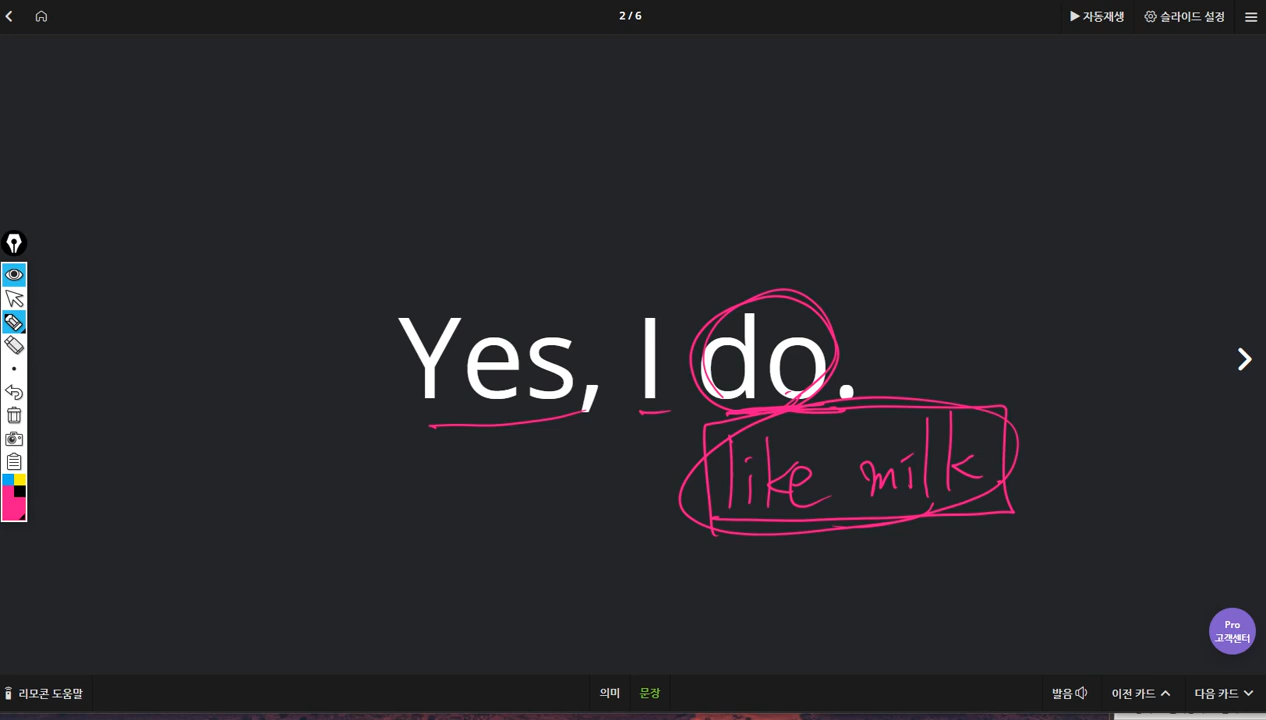 2 / 6
자동재생
슬라이드 설정
Yes, I do.
like milk
Pro
고객센터
리모콘 도움말
의미
문장
발음
이전 카드
다음 카드